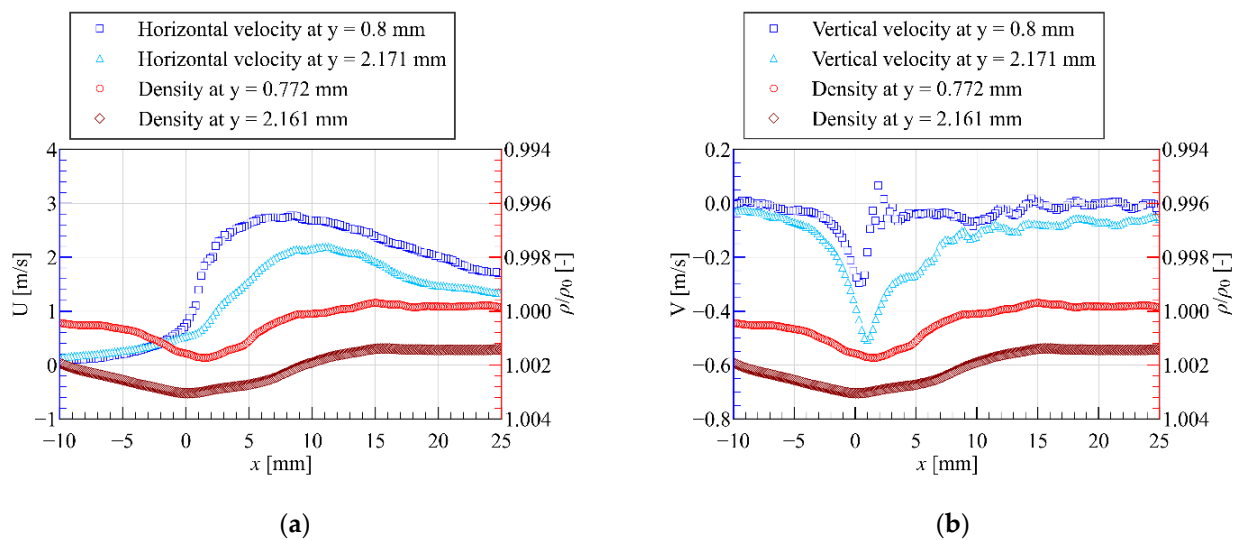 Horizontal velocity at y = 0.8 mm
Horizontal velocity at y = 2.171 mm
Density at y = 0.772 mm
Density at y = 2.161 mm
4
3
2
1
0
−1
U [m/s]
0.994
0.996
0.998
1.000
1.002
1.004
ρ/ρ0 [-]
−10
−5
0
5
10
15
20
25
x [mm]
(a)
Vertical velocity at y = 0.8 mm
Vertical velocity at y = 2.171 mm
Density at y = 0.772 mm
Density at y = 2.161 mm
0.2
0.0
−0.2
−0.4
−0.6
−0.8
V [m/s]
0.994
0.996
0.998
1.000
1.002
1.004
ρ/ρ0 [-]
−10
−5
0
5
10
15
20
25
x [mm]
(b)